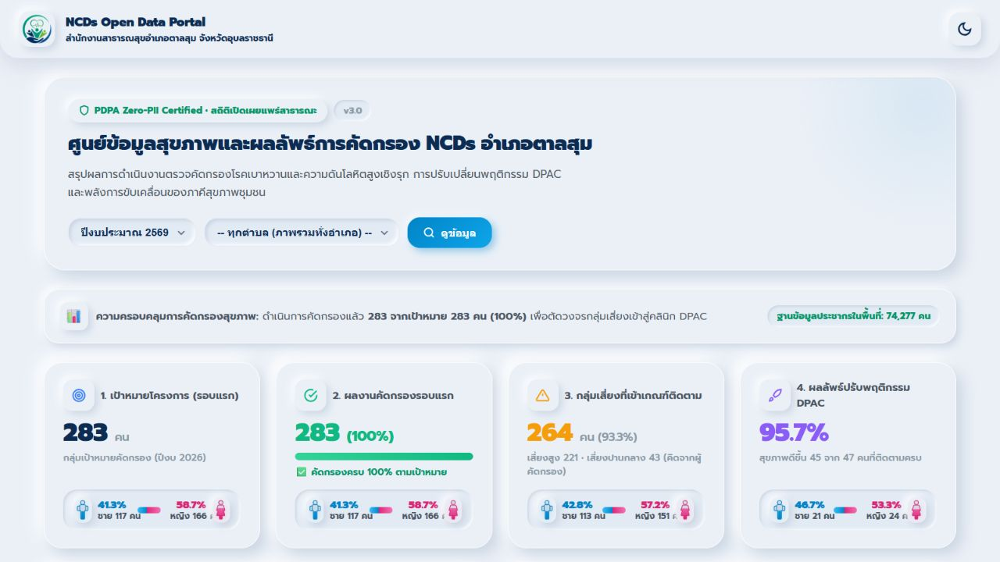 NCDs Open Data Portal
สำนักงานสาธารณสุขอำเภอตาลสุม จังหวัดอุบลราชธานี
PDPA Zero-PII Certified • สถิติเปิดเผยแพร่สาธารณะ
v3.0
ศูนย์ข้อมูลสุขภาพและผลลัพธ์การคัดกรอง NCDs อำเภอตาลสุม
สรุปผลการดำเนินงานตรวจคัดกรองโรคเบาหวานและความดันโลหิตสูงเชิงรุก การปรับเปลี่ยนพฤติกรรม DPAC
และพลังการขับเคลื่อนของภาคีสุขภาพชุมชน
ปีงบประมาณ 2569
-- ทุกตำบล (ภาพรวมทั้งอำเภอ) --
ดูข้อมูล
ความครอบคลุมการคัดกรองสุขภาพ: ดำเนินการคัดกรองแล้ว 283 จากเป้าหมาย 283 คน (100%) เพื่อตัดวงจรกลุ่มเสี่ยงเข้าสู่คลินิก DPAC
ฐานข้อมูลประชากรในพื้นที่: 74,277 คน
1. เป้าหมายโครงการ (รอบแรก)
283 คน
กลุ่มเป้าหมายคัดกรอง (ปีงบ 2026)
41.3%
ชาย 117 คน
58.7%
หญิง 166
2. ผลงานคัดกรองรอบแรก
283 (100%)
✅ คัดกรองครบ 100% ตามเป้าหมาย
41.3%
ชาย 117 คน
58.7%
หญิง 166
3. กลุ่มเสี่ยงที่เข้าเกณฑ์ติดตาม
264 คน (93.3%)
เสี่ยงสูง 221 • เสี่ยงปานกลาง 43 (คิดจากผู้
คัดกรอง)
42.8%
ชาย 113 คน
57.2%
หญิง 151
4. ผลลัพธ์ปรับพฤติกรรม
DPAC
95.7%
สุขภาพดีขึ้น 45 จาก 47 คนที่ติดตามครบ
46.7%
ชาย 21 คน
53.3%
หญิง 24